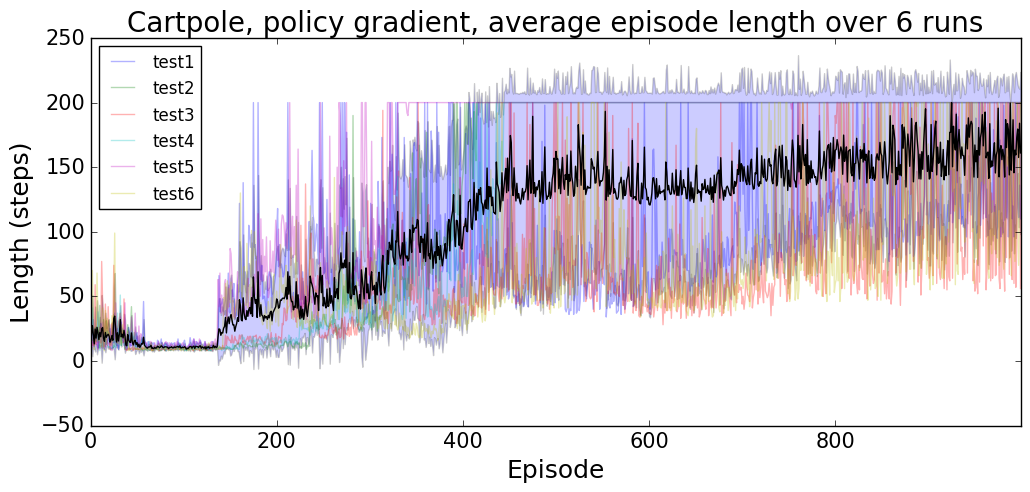 Cartpole, policy gradient, average episode length over 6 runs
250
200
150
100
50
0
−50
Length (steps)
test1
test2
test3
test4
test5
test6
0 200 400 600 800
Episode